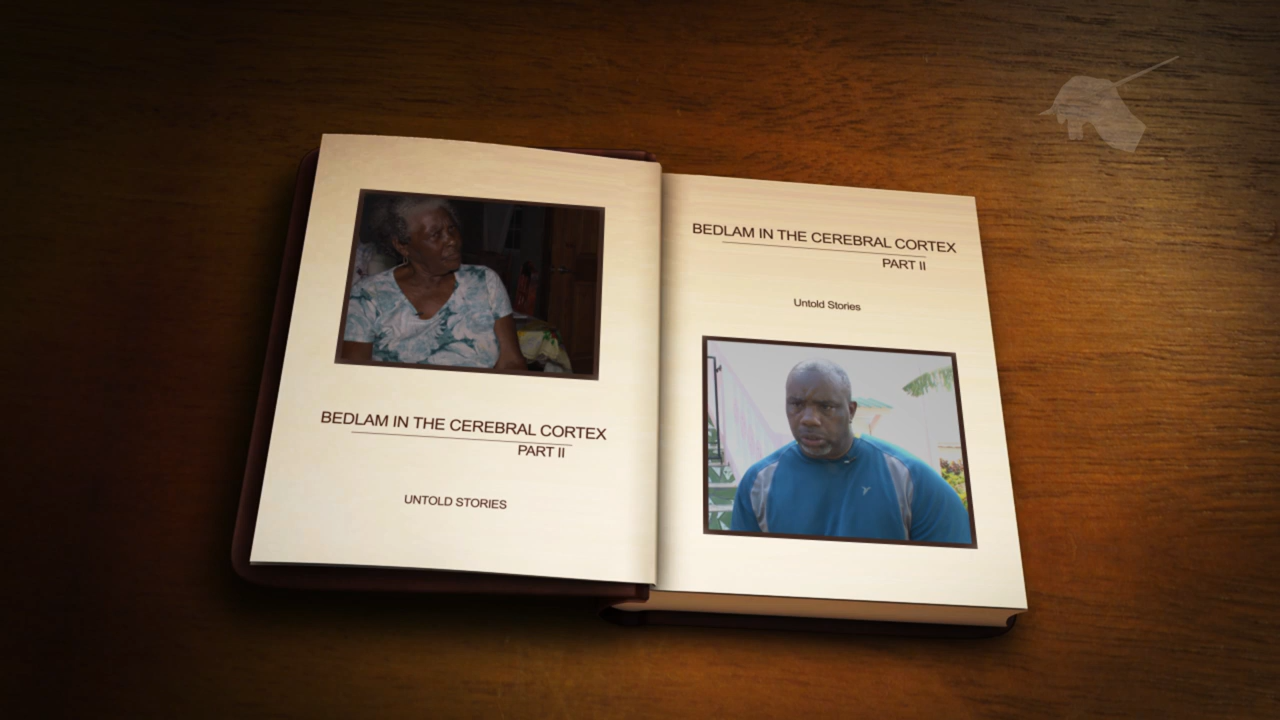 BEDLAM IN THE CEREBRAL CORTEX
PART II
UNTOLD STORIES
BEDLAM IN THE CEREBRAL CORTEX
PART II
Untold Stories